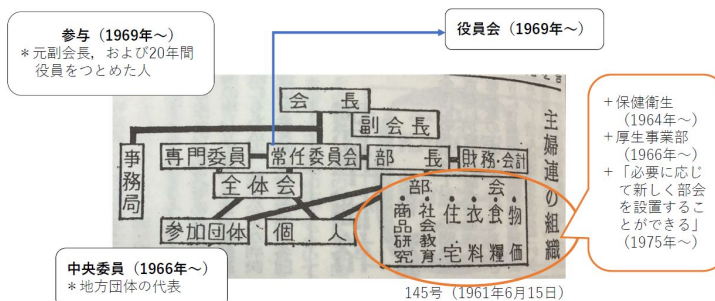 参与（1969年～）
＊元副会長，および20年間
役員をつとめた人
役員会（1969年～）
主婦連の組織
会長
副会長
事務局
専門委員
常任委員会
部長
財務・会計
全体会
参加団体
個人
部会
商品研究
社会教育
住宅
衣料
食糧
物価
＋保健衛生
（1964年～）
＋厚生事業部
（1966年～）
＋「必要に応じ
て新しく部会
を設置するこ
とができる」
（1975年～）
中央委員（1966年～）
＊地方団体の代表
145号（1961年6月15日）